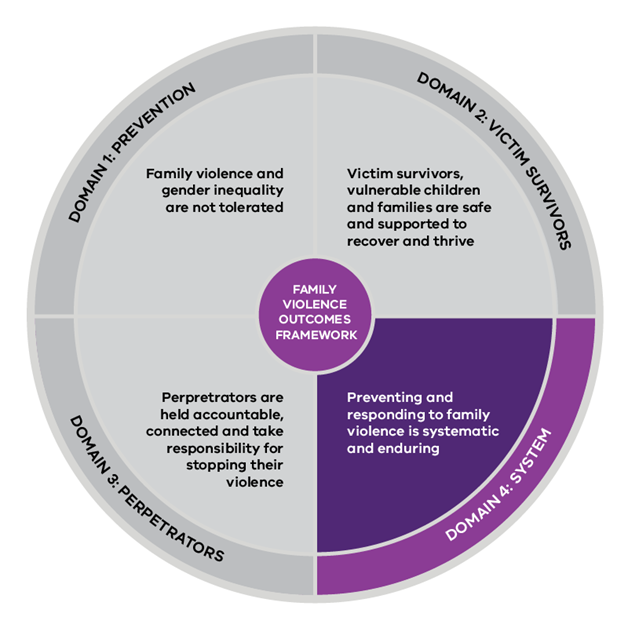 DOMAIN 1: PREVENTION
Family violence and
gender inequality
are not tolerated
DOMAIN 2: VICTIM SURVIVORS
Victim survivors,
vulnerable children
and families are safe
and supported to
recover and thrive
FAMILY
VIOLENCE
OUTCOMES
FRAMEWORK
DOMAIN 3: PERPETRATORS
Perpretrators are
held accountable,
connected and take
responsibility for
stopping their
violence
Preventing and
responding to family
violence is systematic
and enduring
DOMAIN 4: SYSTEM